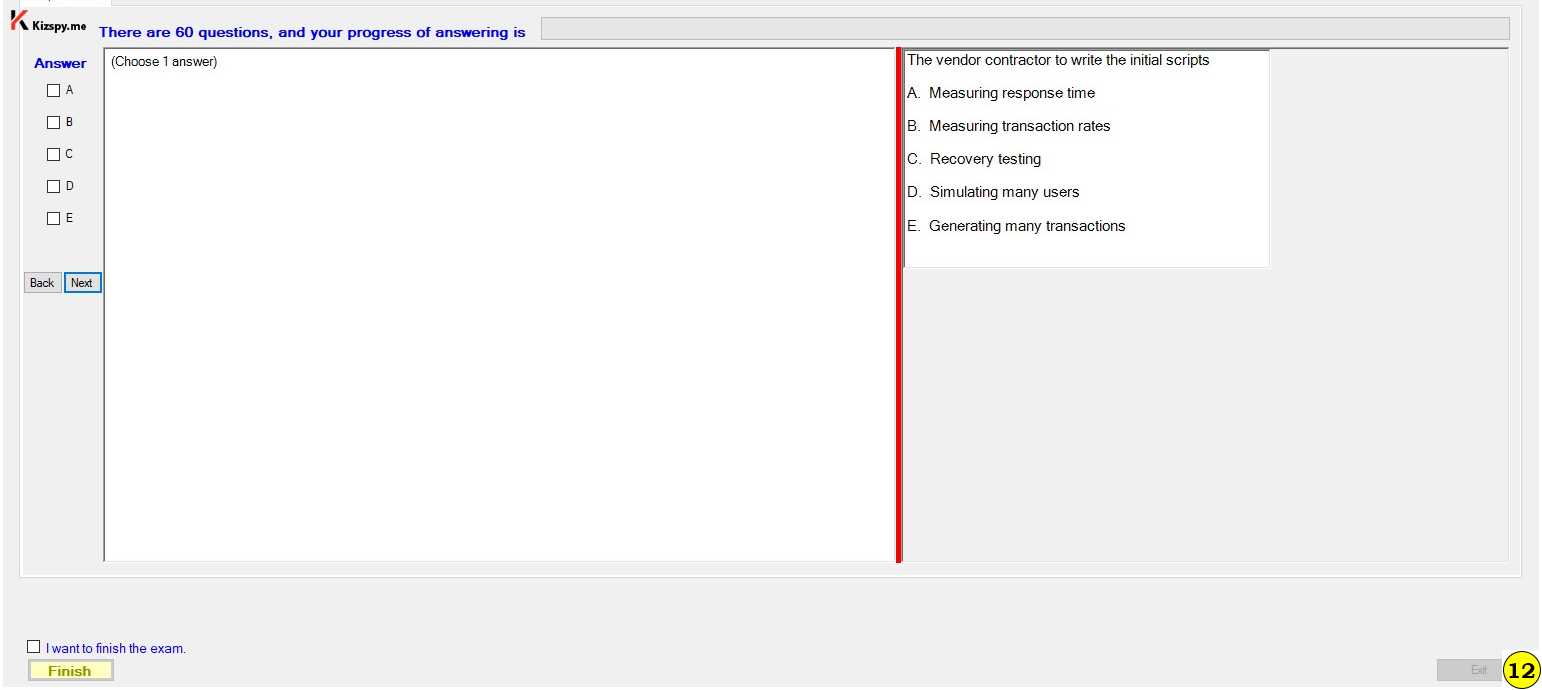 Kizspy.me
There are 60 questions, and your progress of answering is
Answer
A
B
C
D
E
Back Next
(Choose 1 answer)
The vendor contractor to write the initial scripts
A. Measuring response time
B. Measuring transaction rates
C. Recovery testing
D. Simulating many users
E. Generating many transactions
I want to finish the exam.
Finish
Exit
12